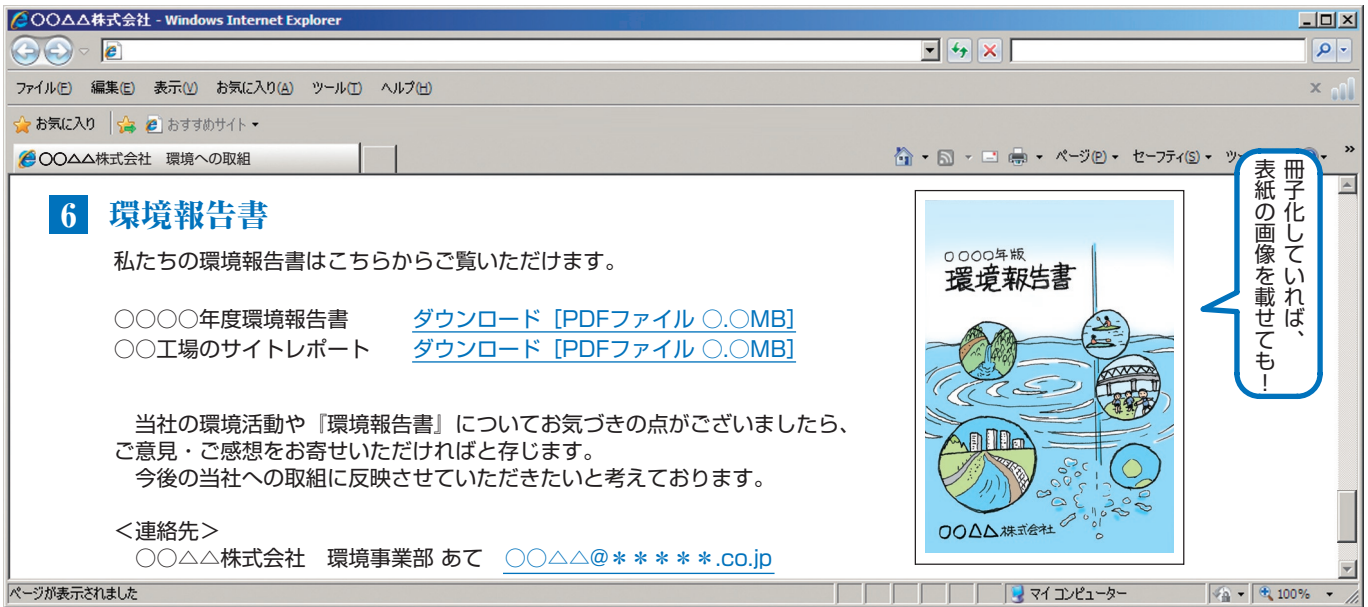 〇〇△△株式会社 - Windows Internet Explorer
ファイル(F) 編集(E) 表示(V) お気に入り(A) ツール(T) ヘルプ(H)
お気に入り おすすめサイト
〇〇△△株式会社 環境への取組
ページ(P) セーフティ(S)
6 環境報告書
私たちの環境報告書はこちらからご覧いただけます。
○○○○年度環境報告書 ダウンロード [PDFファイル ○.○MB]
○○工場のサイトレポート ダウンロード [PDFファイル ○.○MB]
当社の環境活動や『環境報告書』についてお気づきの点がございましたら、
ご意見・ご感想をお寄せいただければと存じます。
今後の当社への取組に反映させていただきたいと考えております。
＜連絡先＞
○○△△株式会社 環境事業部 あて ○○△△@＊＊＊＊＊.co.jp
〇〇〇〇年版
環境報告書
〇〇△△株式会社
冊子化していれば、
表紙の画像を載せても！
ページが表示されました
マイ コンピューター
100%